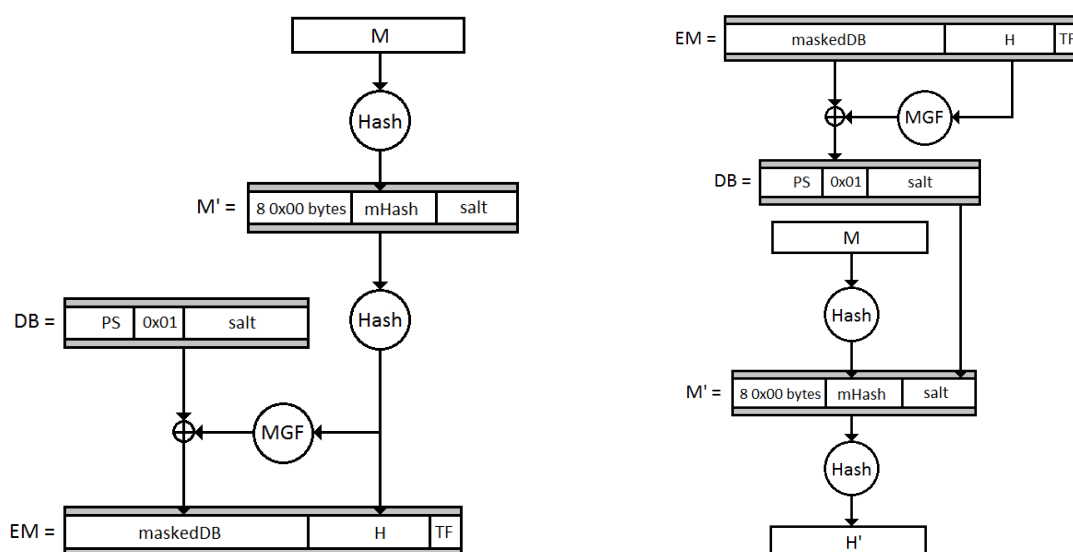 M
Hash
M' = 8 0x00 bytes mHash salt
DB = PS 0x01 salt
Hash
MGF
EM = maskedDB H TF
EM = maskedDB H TF
MGF
DB = PS 0x01 salt
M
Hash
M' = 8 0x00 bytes mHash salt
Hash
H'